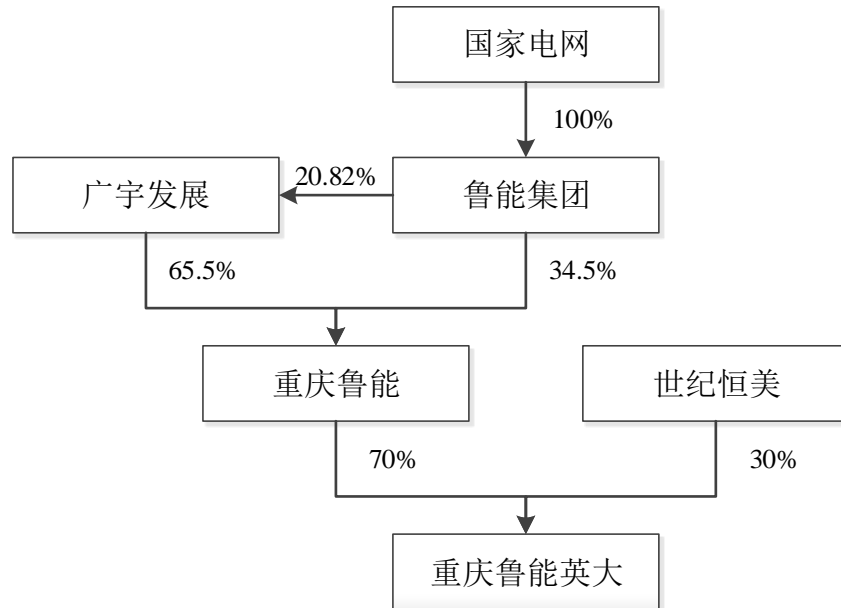 国家电网
100%
广宇发展
20.82%
鲁能集团
65.5%
34.5%
重庆鲁能
世纪恒美
70%
30%
重庆鲁能英大